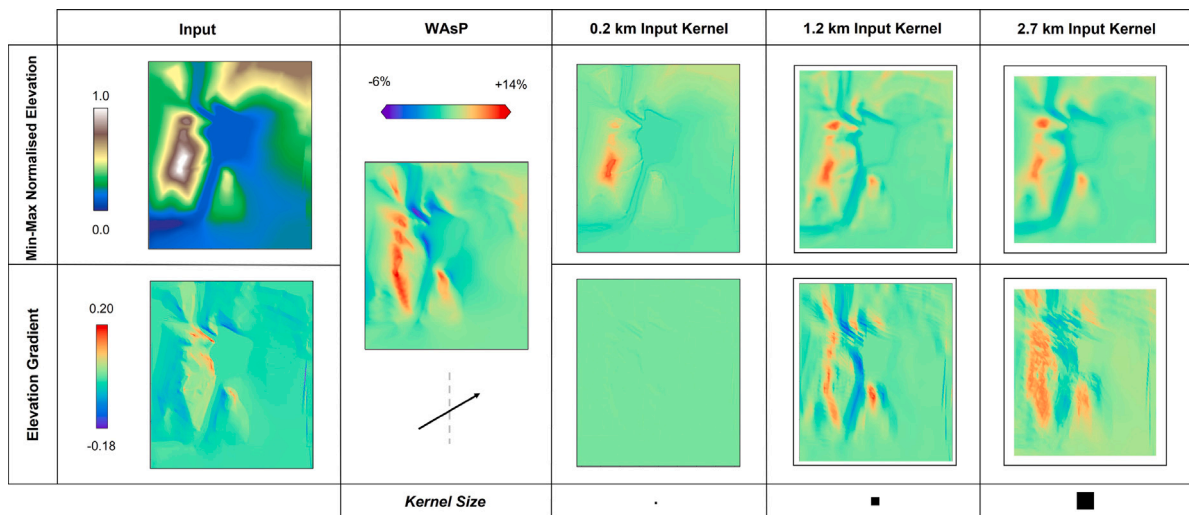 Input
WAsP
0.2 km Input Kernel
1.2 km Input Kernel
2.7 km Input Kernel
Min-Max Normalised Elevation
1.0
0.0
-6%
+14%
Elevation Gradient
0.20
-0.18
Kernel Size